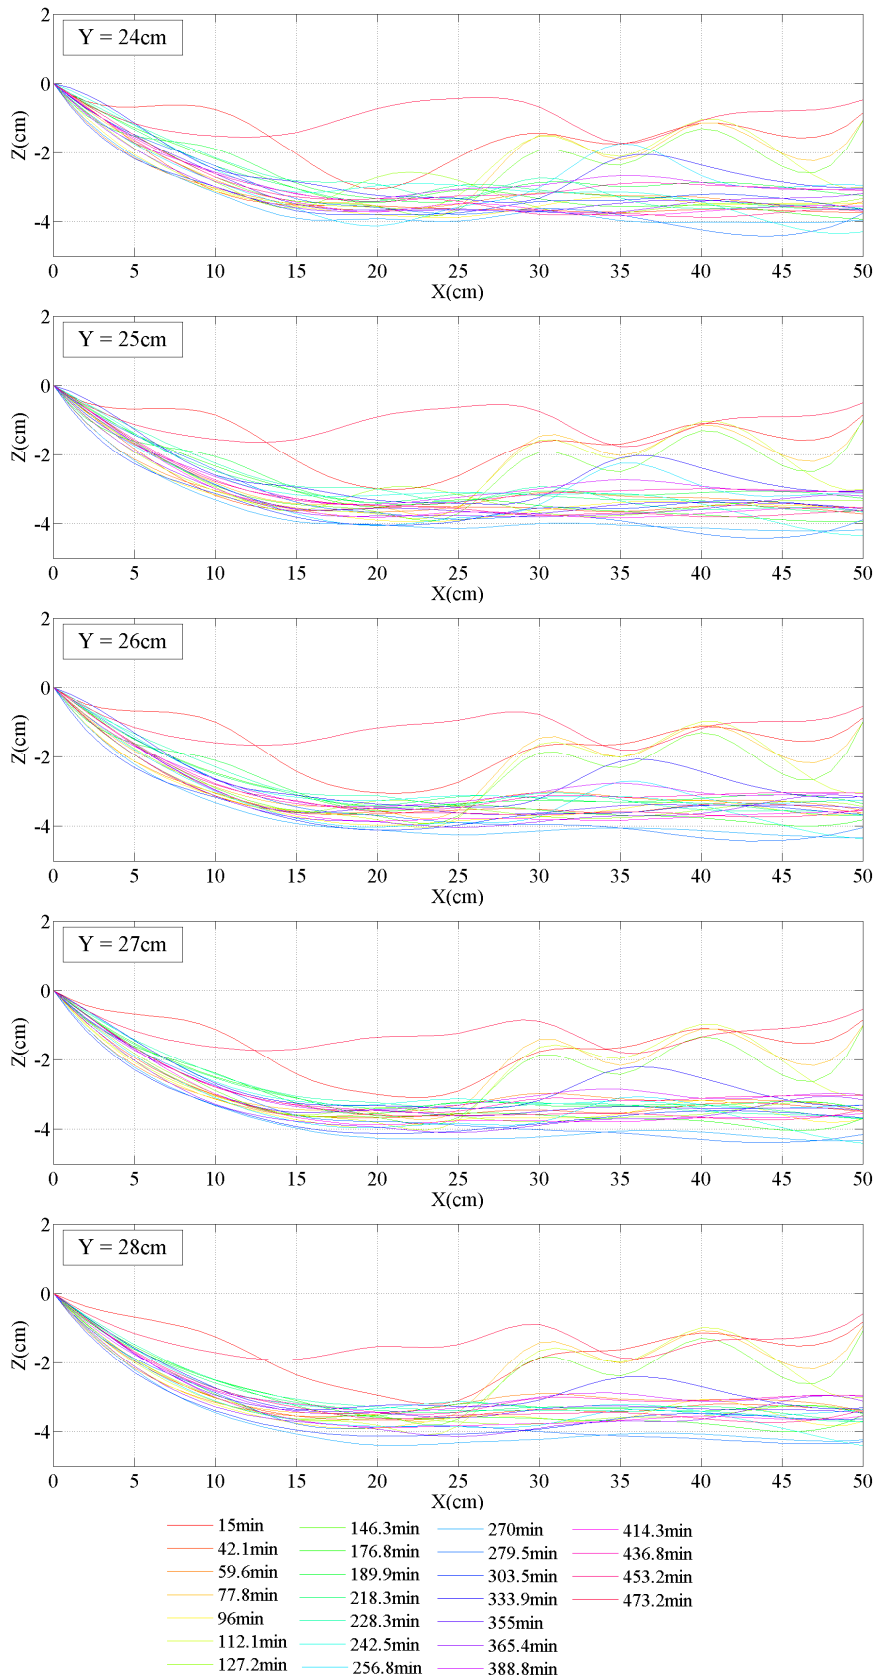 2
Y = 24cm
0
Z(cm)
-2
-4
0 5 10 15 20 25 30 35 40 45 50
X(cm)
2
Y = 25cm
0
Z(cm)
-2
-4
0 5 10 15 20 25 30 35 40 45 50
X(cm)
2
Y = 26cm
0
Z(cm)
-2
-4
0 5 10 15 20 25 30 35 40 45 50
X(cm)
2
Y = 27cm
0
Z(cm)
-2
-4
0 5 10 15 20 25 30 35 40 45 50
X(cm)
2
Y = 28cm
0
Z(cm)
-2
-4
0 5 10 15 20 25 30 35 40 45 50
X(cm)
15min 146.3min 270min 414.3min
42.1min 176.8min 279.5min 436.8min
59.6min 189.9min 303.5min 453.2min
77.8min 218.3min 333.9min 473.2min
96min 228.3min 355min
112.1min 242.5min 365.4min
127.2min 256.8min 388.8min